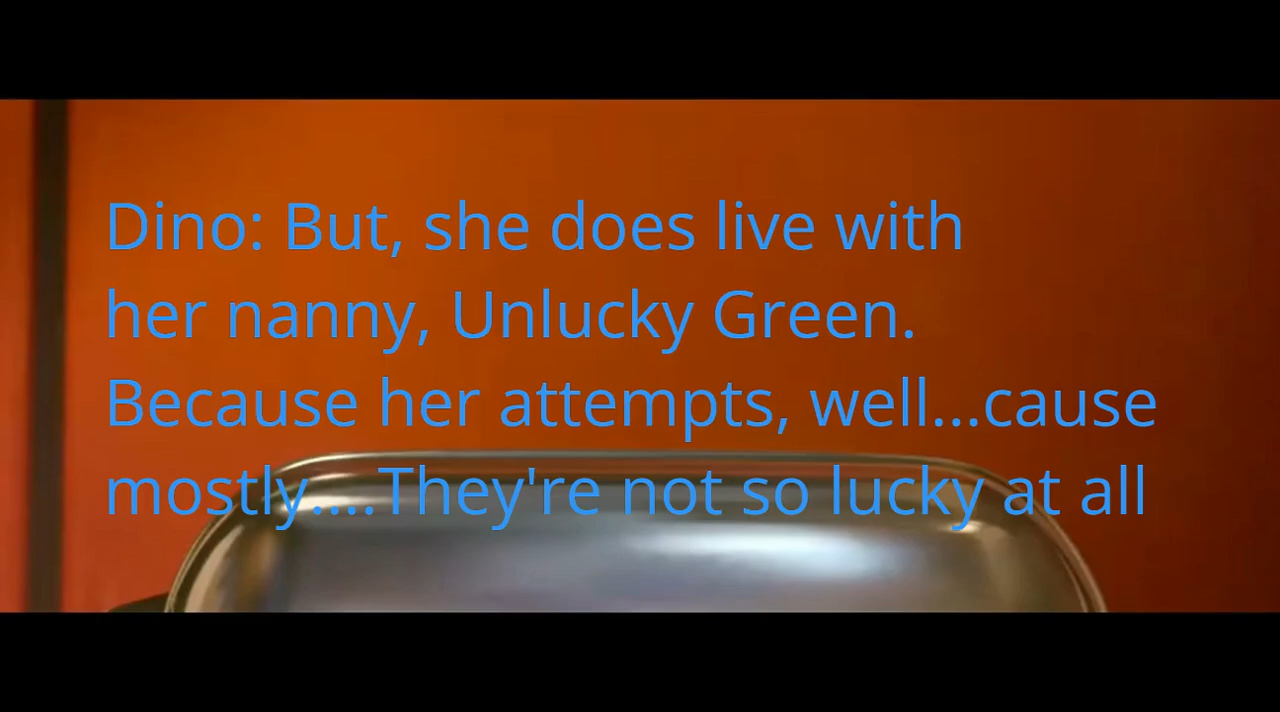 Dino: But, she does live with
her nanny, Unlucky Green.
Because her attempts, well...cause
mostly....They're not so lucky at all